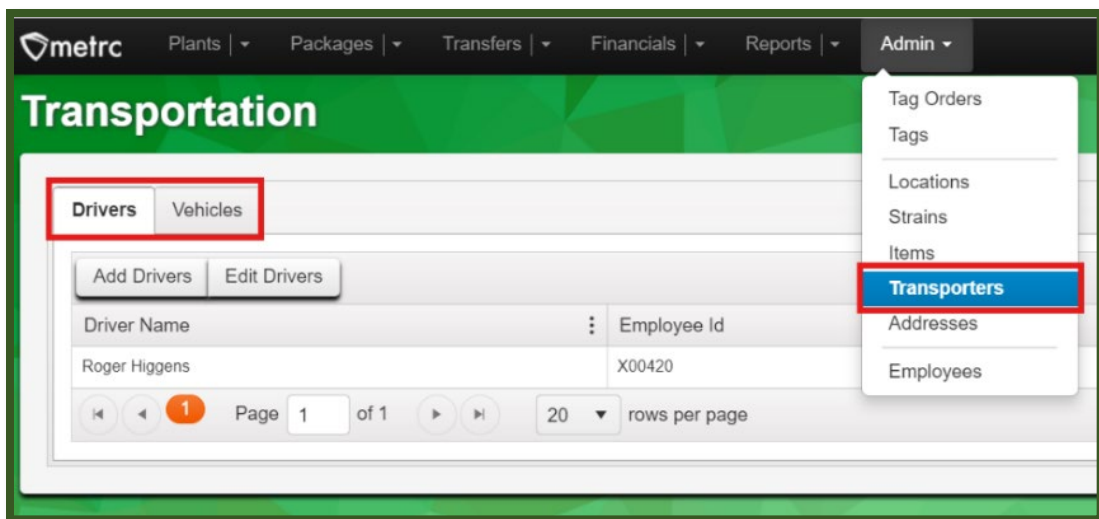 metrc Plants | Packages | Transfers | Financials | Reports | Admin
Transportation
Tag Orders
Tags
Locations
Strains
Items
Transporters
Addresses
Employees
Drivers Vehicles
Add Drivers Edit Drivers
Driver Name Employee Id
Roger Higgens X00420
1 Page 1 of 1 20 rows per page